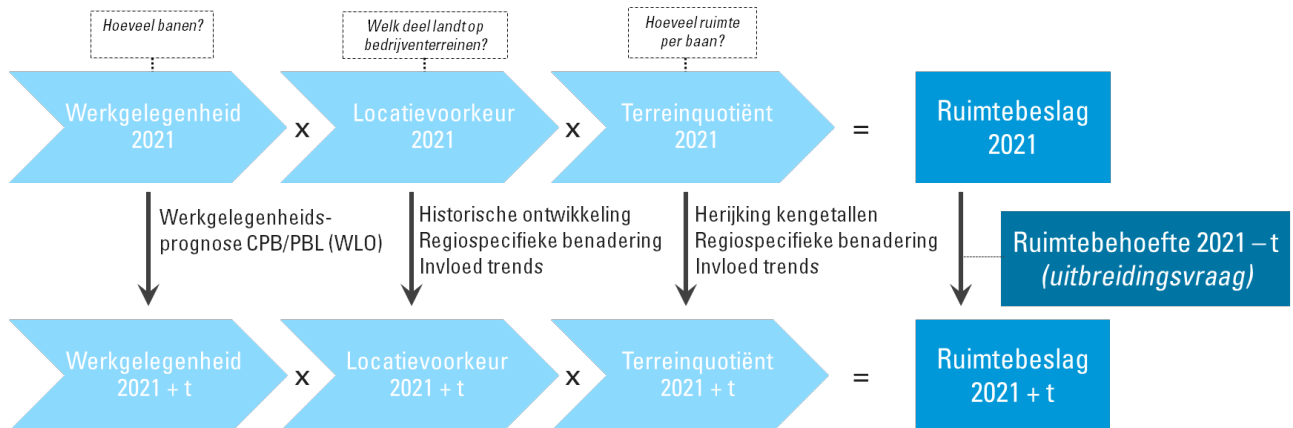 Hoeveel banen?
Welk deel landt op
bedrijventerreinen?
Hoeveel ruimte
per baan?
Werkgelegenheid
2021
x
Locatievoorkeur
2021
x
Terreinquotiënt
2021
=
Ruimtebeslag
2021
Werkgelegenheids-
prognose CPB/PBL (WLO)
Historische ontwikkeling
Regiospecifieke benadering
Invloed trends
Herijking kengetallen
Regiospecifieke benadering
Invloed trends
Ruimtebehoefte 2021 – t
(uitbreidingsvraag)
Werkgelegenheid
2021 + t
x
Locatievoorkeur
2021 + t
x
Terreinquotiënt
2021 + t
=
Ruimtebeslag
2021 + t